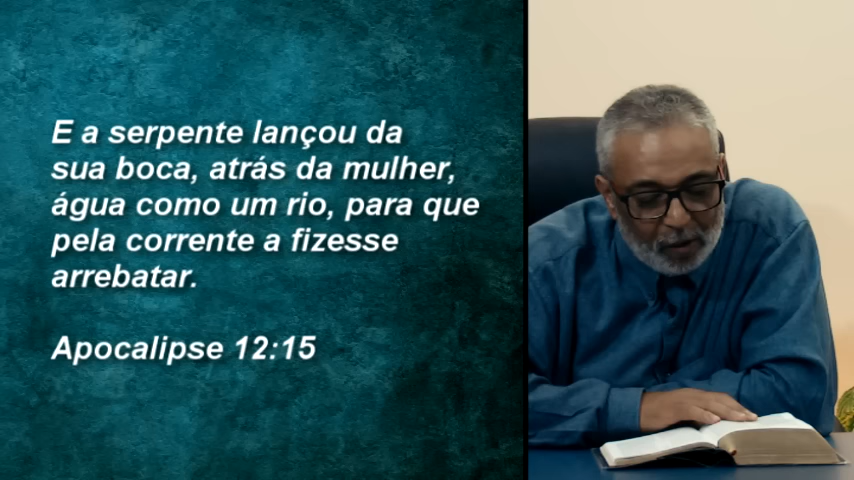 E a serpente lançou da
sua boca, atrás da mulher,
água como um rio, para que
pela corrente a fizesse
arrebatar.
Apocalipse 12:15